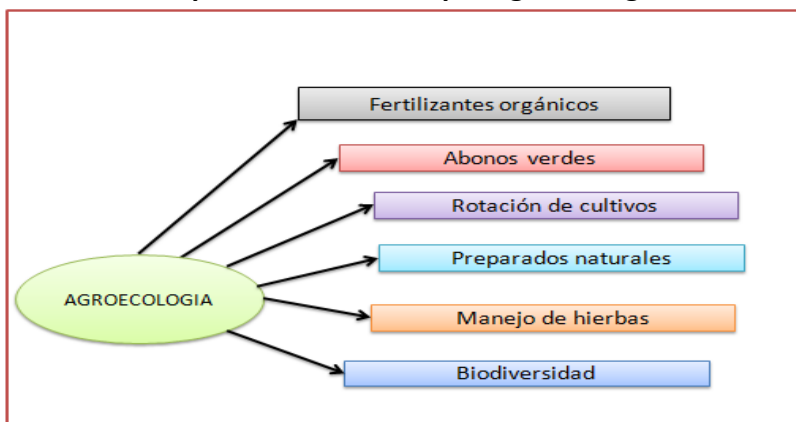 Fertilizantes orgánicos
Abonos verdes
Rotación de cultivos
Preparados naturales
AGROECOLOGIA
Manejo de hierbas
Biodiversidad